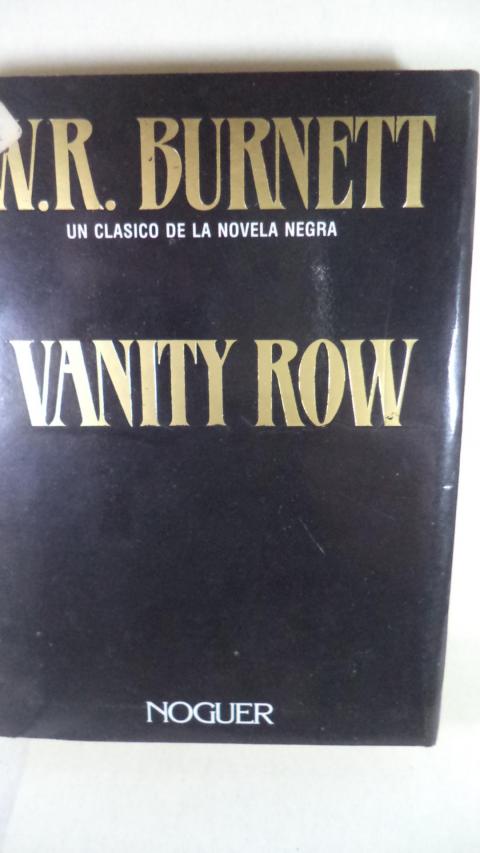 W.R. BURNETT
UN CLASICO DE LA NOVELA NEGRA
VANITY ROW
NOGUER